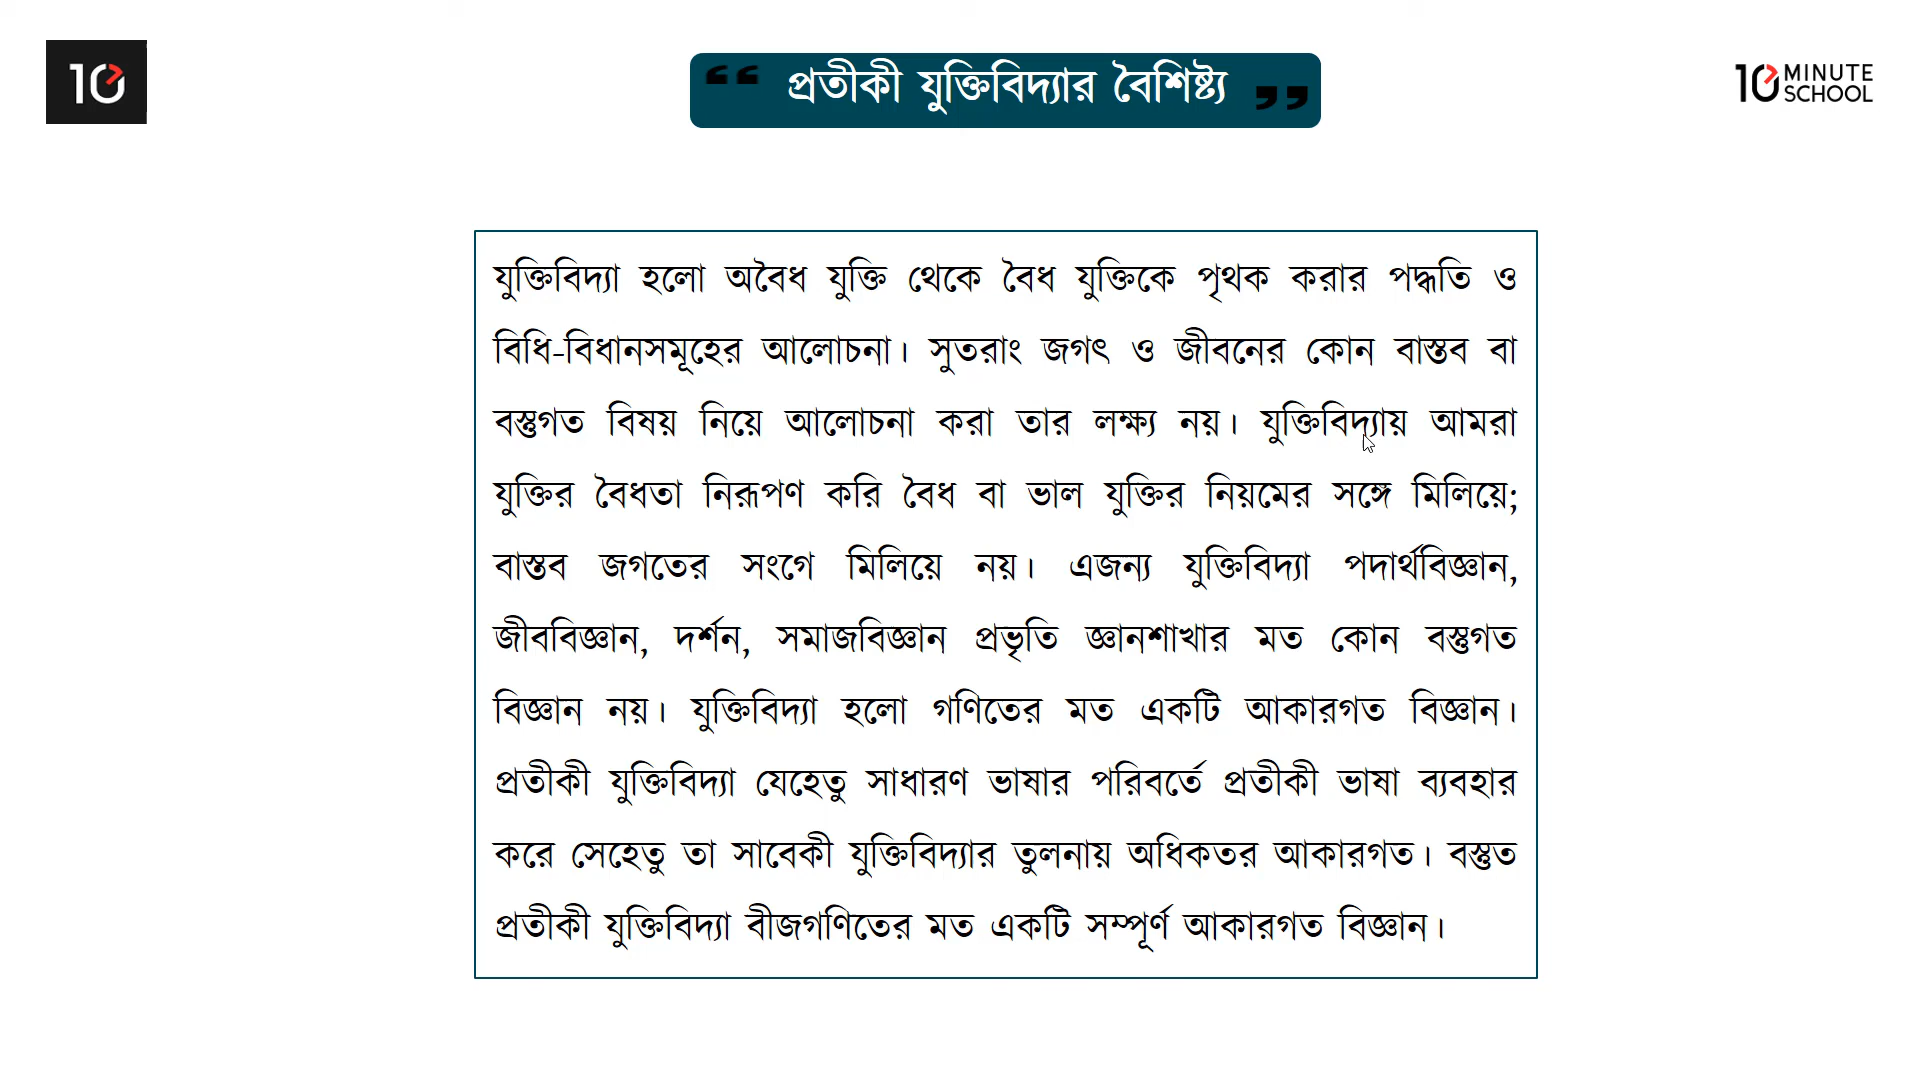 10
“ প্রতীকী যুক্তিবিদ্যার বৈশিষ্ট্য ”
10 MINUTE SCHOOL
যুক্তিবিদ্যা হলো অবৈধ যুক্তি থেকে বৈধ যুক্তিকে পৃথক করার পদ্ধতি ও
বিধি-বিধানসমূহের আলোচনা। সুতরাং জগৎ ও জীবনের কোন বাস্তব বা
বস্তুগত বিষয় নিয়ে আলোচনা করা তার লক্ষ্য নয়। যুক্তিবিদ্যায় আমরা
যুক্তির বৈধতা নিরূপণ করি বৈধ বা ভাল যুক্তির নিয়মের সঙ্গে মিলিয়ে;
বাস্তব জগতের সংগে মিলিয়ে নয়। এজন্য যুক্তিবিদ্যা পদার্থবিজ্ঞান,
জীববিজ্ঞান, দর্শন, সমাজবিজ্ঞান প্রভৃতি জ্ঞানশাখার মত কোন বস্তুগত
বিজ্ঞান নয়। যুক্তিবিদ্যা হলো গণিতের মত একটি আকারগত বিজ্ঞান।
প্রতীকী যুক্তিবিদ্যা যেহেতু সাধারণ ভাষার পরিবর্তে প্রতীকী ভাষা ব্যবহার
করে সেহেতু তা সাবেকী যুক্তিবিদ্যার তুলনায় অধিকতর আকারগত। বস্তুত
প্রতীকী যুক্তিবিদ্যা বীজগণিতের মত একটি সম্পূর্ণ আকারগত বিজ্ঞান।